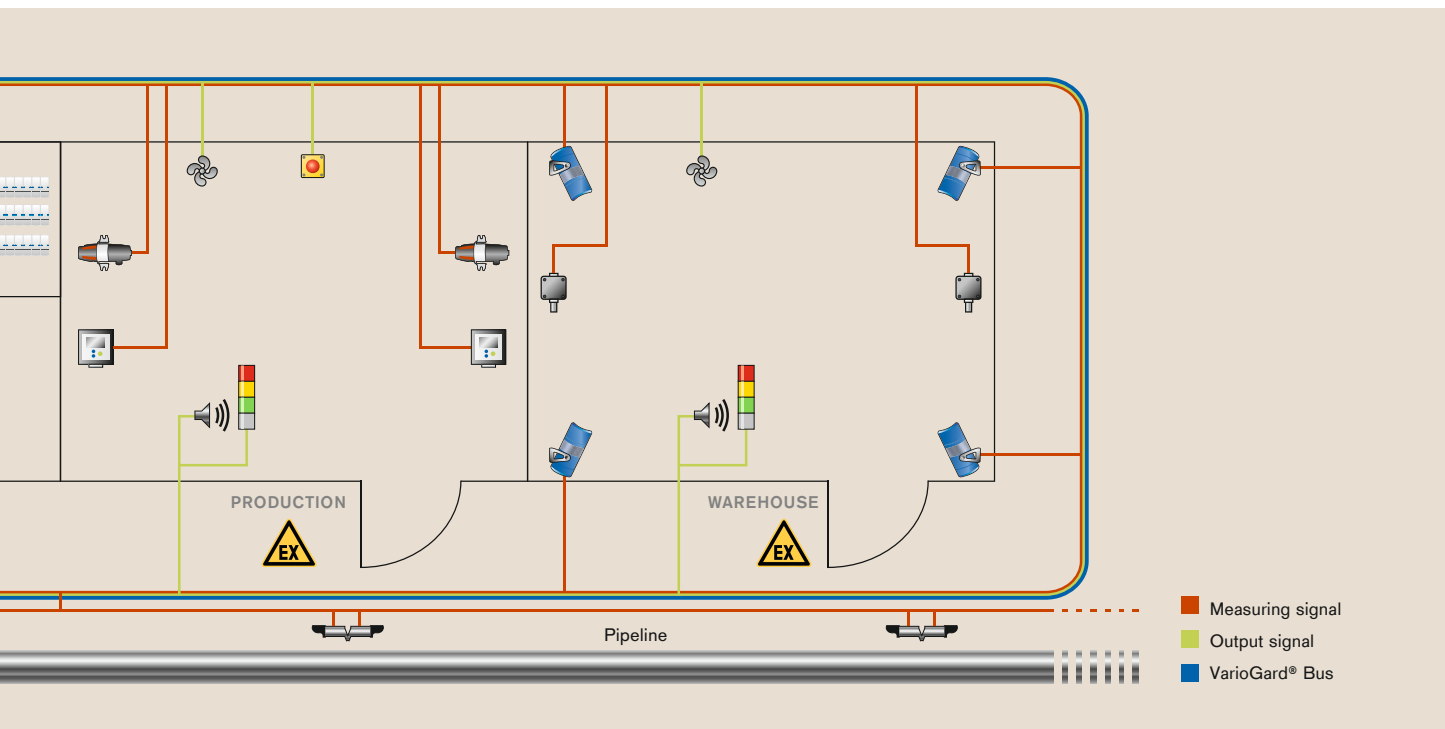 PRODUCTION
EX
WAREHOUSE
EX
Pipeline
Measuring signal
Output signal
VarioGard® Bus